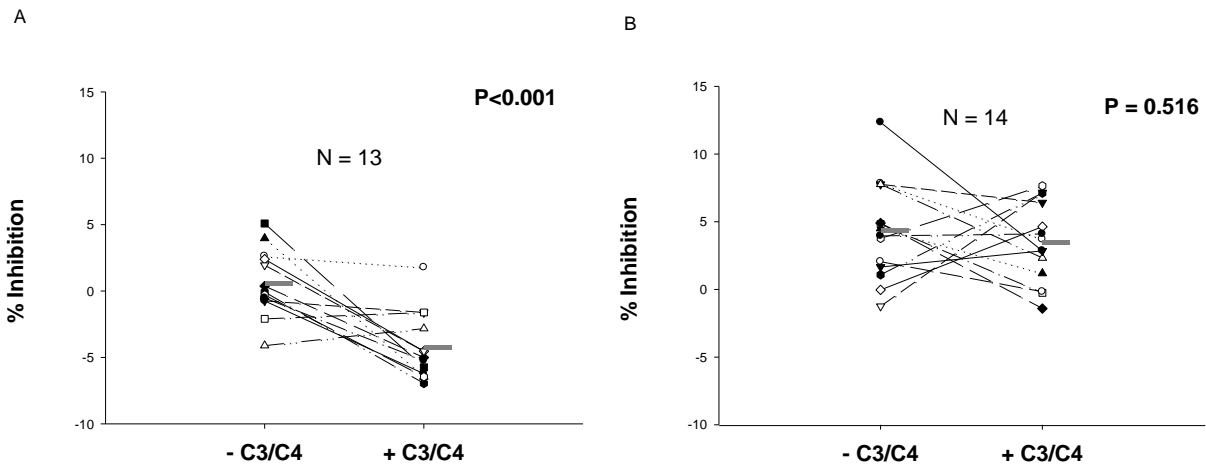 A
P<0.001
N = 13
% Inhibition
15
10
5
0
-5
-10
- C3/C4
+ C3/C4
B
P = 0.516
N = 14
% Inibition
15
10
5
0
-5
-10
- C3/C4
+ C3/C4